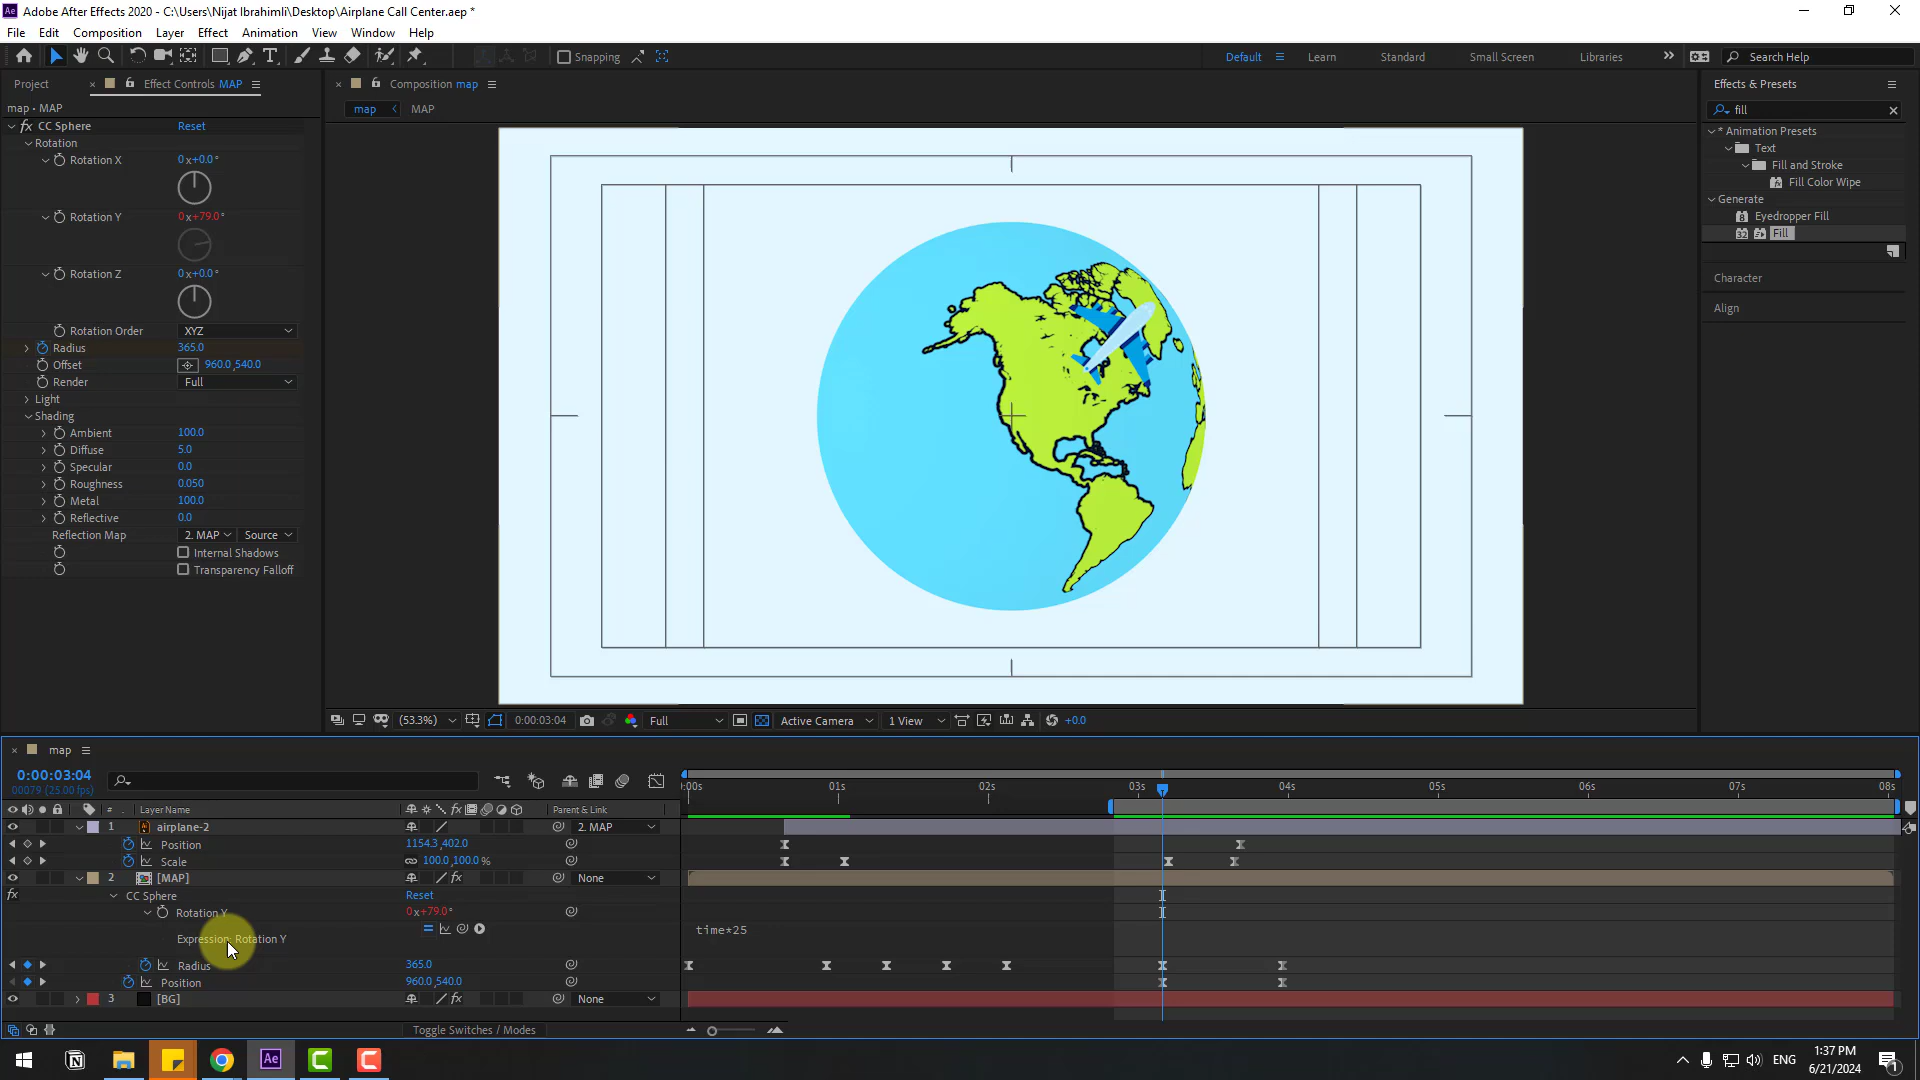 Adobe After Effects 2020 - C:\Users\Nijat Ibrahimli\Desktop\Airplane Call Center.aep *
File Edit Composition Layer Effect Animation View Window Help
Snapping Default Learn Standard Small Screen Libraries Search Help
Project Effect Controls MAP
Composition map
Effects & Presets
map • MAP
map MAP
fill
fx CC Sphere Reset
Rotation
Rotation X 0x+0.0°
Rotation Y 0x+79.0°
Rotation Z 0x+0.0°
Rotation Order XYZ
Radius 365.0
Offset 960.0,540.0
Render Full
Light
Shading
Ambient 100.0
Diffuse 5.0
Specular 0.0
Roughness 0.050
Metal 100.0
Reflective 0.0
Reflection Map 2. MAP Source
Internal Shadows
Transparency Falloff
* Animation Presets
Text
Fill and Stroke
Fill Color Wipe
Generate
Eyedropper Fill
Fill
Character
Align
(53.3%) 0:00:03:04 Full Active Camera 1 View +0.0
map
0:00:03:04
00079 (25.00 fps)
:00s 01s 02s 03s 04s 05s 06s 07s 08s
# Layer Name Parent & Link
1 airplane-2 2. MAP
Position 1154.3,402.0
Scale 100.0,100.0%
2 [MAP] None
fx CC Sphere Reset
Rotation Y 0x+79.0°
Expression: Rotation Y time*25
Radius 365.0
Position 960.0,540.0
3 [BG] None
Toggle Switches / Modes
ENG 1:37 PM
6/21/2024